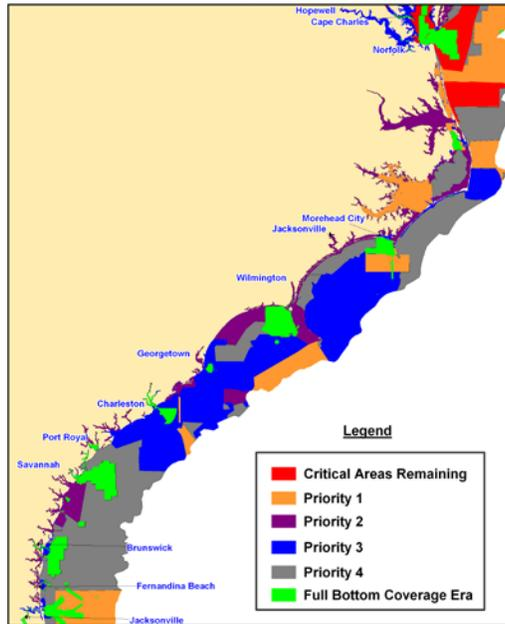 Hopewell
Cape Charles
Norfolk
Morehead City
Jacksonville
Wilmington
Georgetown
Charleston
Port Royal
Savannah
Brunswick
Fernandina Beach
Jacksonville
Legend
Critical Areas Remaining
Priority 1
Priority 2
Priority 3
Priority 4
Full Bottom Coverage Era